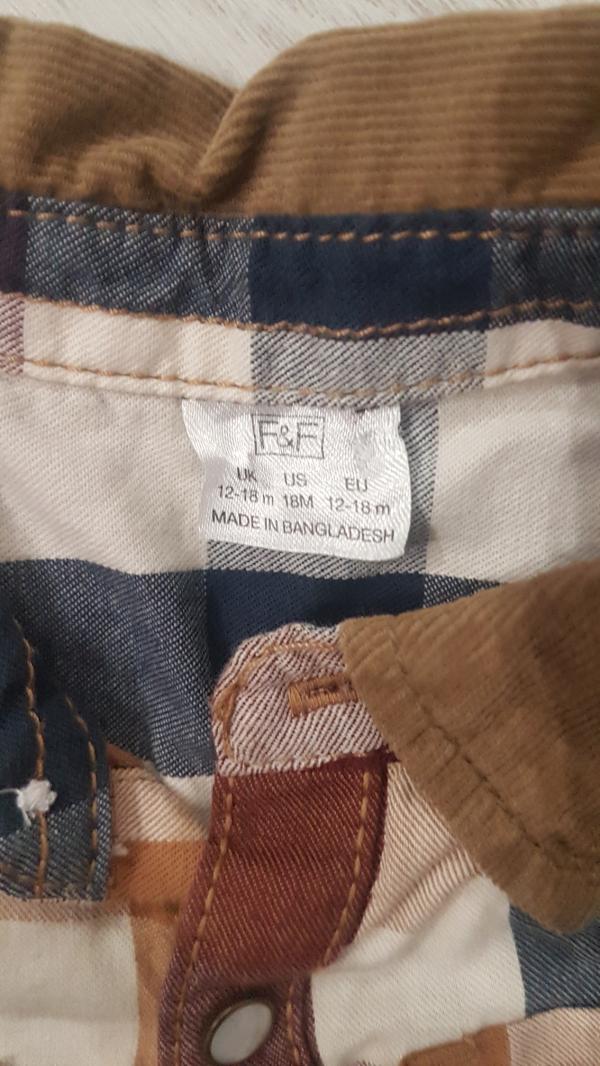 F&F
UK US EU
12-18 m 18M 12-18 m
MADE IN BANGLADESH